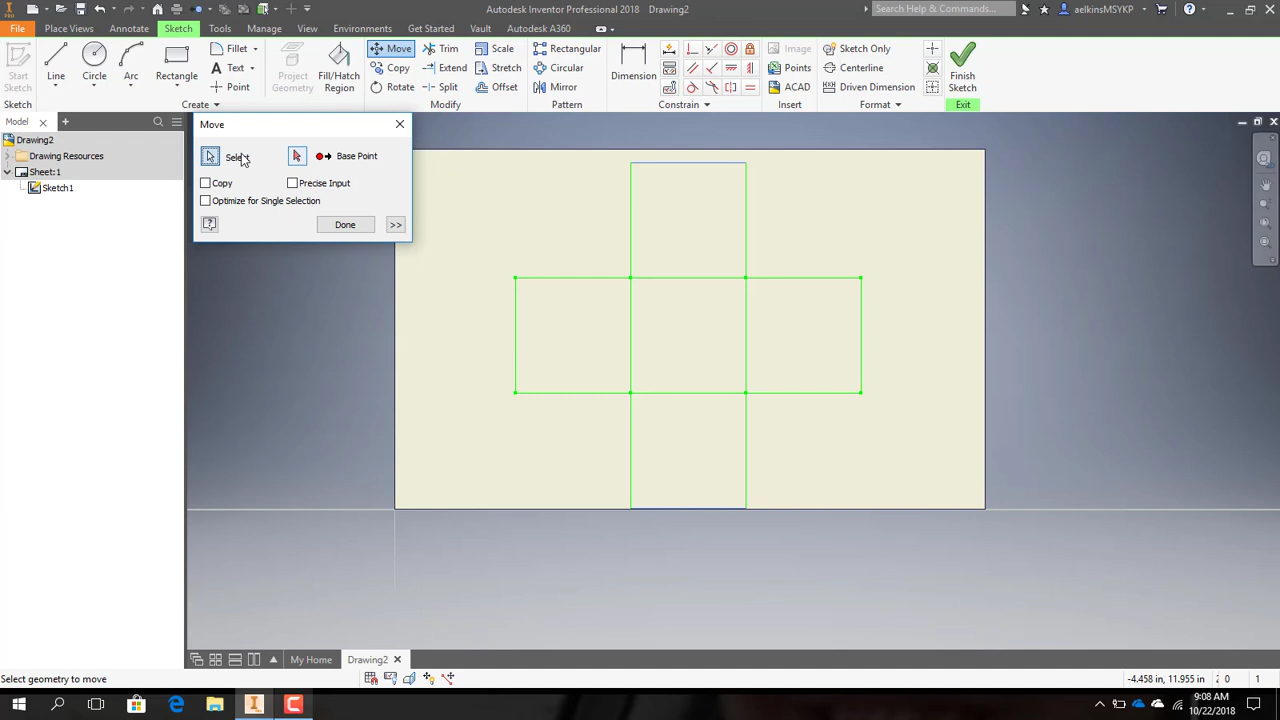 PRO
Autodesk Inventor Professional 2018   Drawing2
Search Help & Commands...
aelkinsMSYKP
File Place Views Annotate Sketch Tools Manage View Environments Get Started Vault Autodesk A360
Start Sketch
Line
Circle
Arc
Rectangle
Fillet
Text
Point
Project Geometry
Fill/Hatch Region
Move
Copy
Rotate
Trim
Extend
Split
Scale
Stretch
Offset
Rectangular
Circular
Mirror
Dimension
Image
Points
ACAD
Sketch Only
Centerline
Driven Dimension
Finish Sketch
Sketch Create Modify Pattern Constrain Insert Format Exit
Model
Drawing2
Drawing Resources
Sheet:1
Sketch1
Move
Select Base Point
Copy Precise Input
Optimize for Single Selection
Done >>
My Home Drawing2
Select geometry to move
-4.458 in, 11.955 in 0 1
9:08 AM
10/22/2018